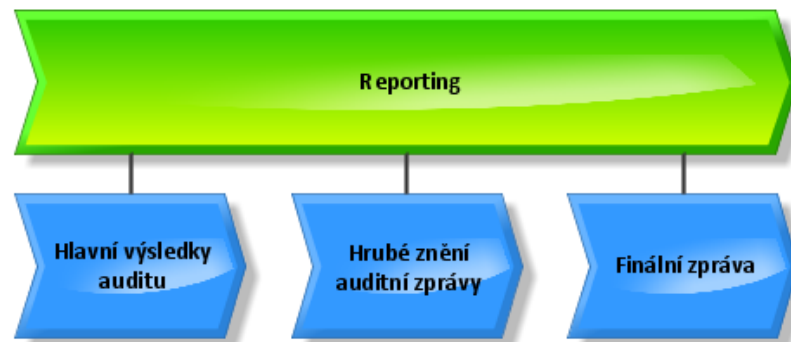 Reporting
Hlavní výsledky
auditu
Hrubé znění
auditní zprávy
Finální zpráva